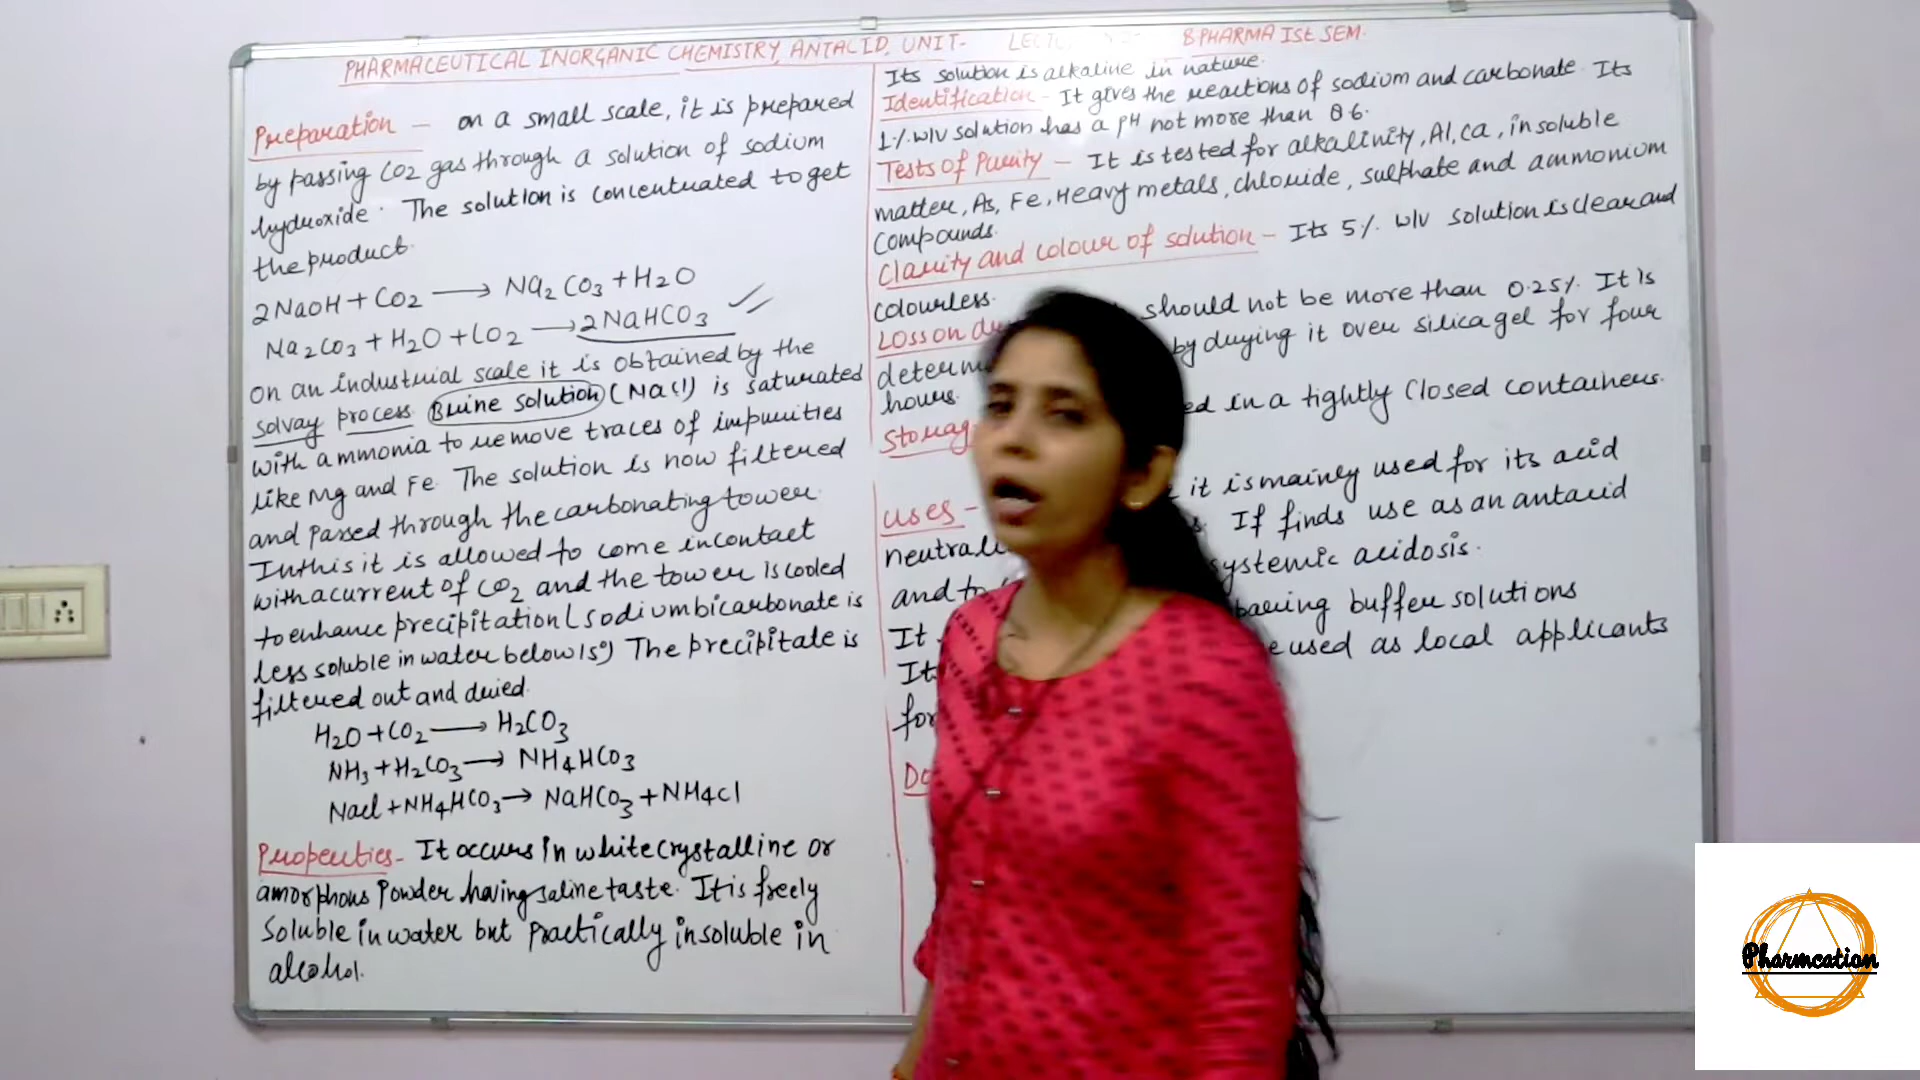 PHARMACEUTICAL INORGANIC CHEMISTRY, ANTACID, UNIT- B PHARMA Ist SEM.
Preparation - on a small scale, it is prepared
by passing CO2 gas through a solution of sodium
hydroxide. The solution is concentrated to get
the product.
2NaOH + CO2 → Na2CO3 + H2O
Na2CO3 + H2O + CO2 → 2NaHCO3
On an industrial scale it is obtained by the
solvay process. Brine solution (NaCl) is saturated
with ammonia to remove traces of impurities
like Mg and Fe. The solution is now filtered
and passed through the carbonating tower.
In this it is allowed to come in contact
with a current of CO2 and the tower is cooled
to enhance precipitation (sodium bicarbonate is
less soluble in water below 15°) The precipitate is
filtered out and dried.
H2O + CO2 → H2CO3
NH3 + H2CO3 → NH4HCO3
NaCl + NH4HCO3 → NaHCO3 + NH4Cl
Properties- It occurs in white crystalline or
amorphous powder having saline taste. It is freely
soluble in water but practically insoluble in
alcohol.
Its solution is alkaline in nature.
Identification - It gives the reactions of sodium and carbonate. Its
1% w/v solution has a pH not more than 8.6.
Tests of Purity - It is tested for alkalinity, Al, Ca, insoluble
matter, As, Fe, Heavy metals, chloride, sulphate and ammonium
compounds.
Clarity and colour of solution - Its 5% w/v solution is clear and
colourless.
Loss on should not be more than 0.25%. It is
by drying it over silica gel for four
hours.
in a tightly closed containers.
Uses - it is mainly used for its acid
If finds use as an antacid
and to systemic acidosis.
It buffer solutions
It used as local applicants
for
Pharmcation